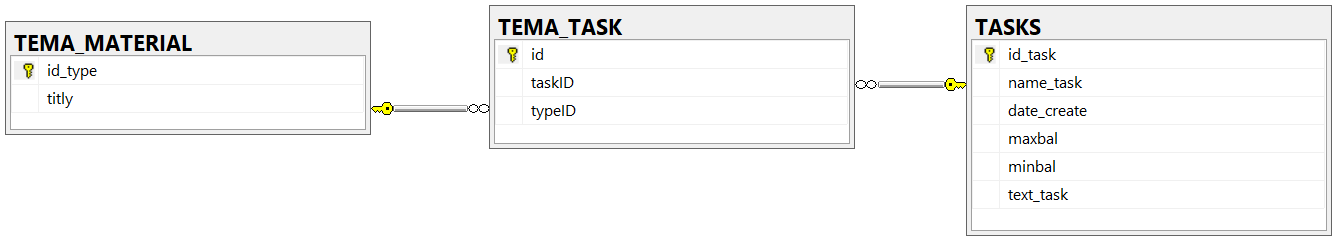 TEMA_MATERIAL
id_type
titly
TEMA_TASK
id
taskID
typeID
TASKS
id_task
name_task
date_create
maxbal
minbal
text_task